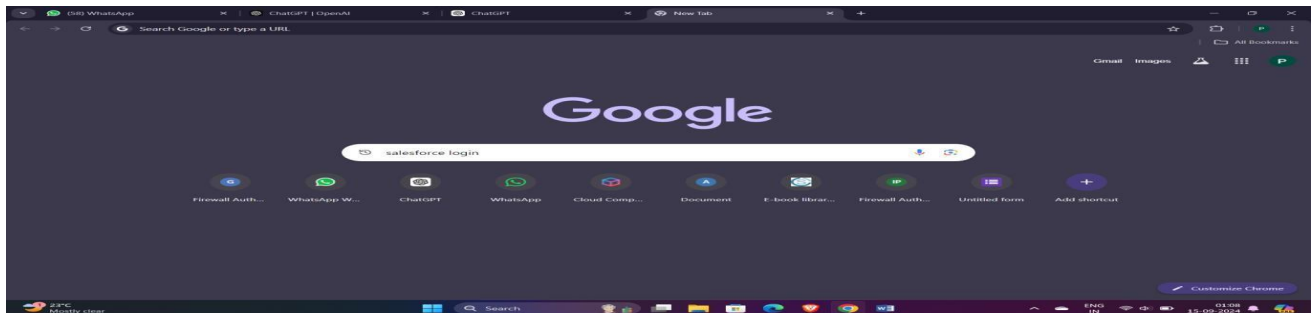 (58) WhatsApp ChatGPT | OpenAI ChatGPT New Tab
Search Google or type a URL
All Bookmarks
Gmail Images P
Google
salesforce login
G A IP
Firewall Auth... WhatsApp W... ChatGPT WhatsApp Cloud Comp... Document E-book librar... Firewall Auth... Untitled form Add shortcut
Customize Chrome
23°C
Mostly clear
Search
ENG
IN
01:08
15-09-2024